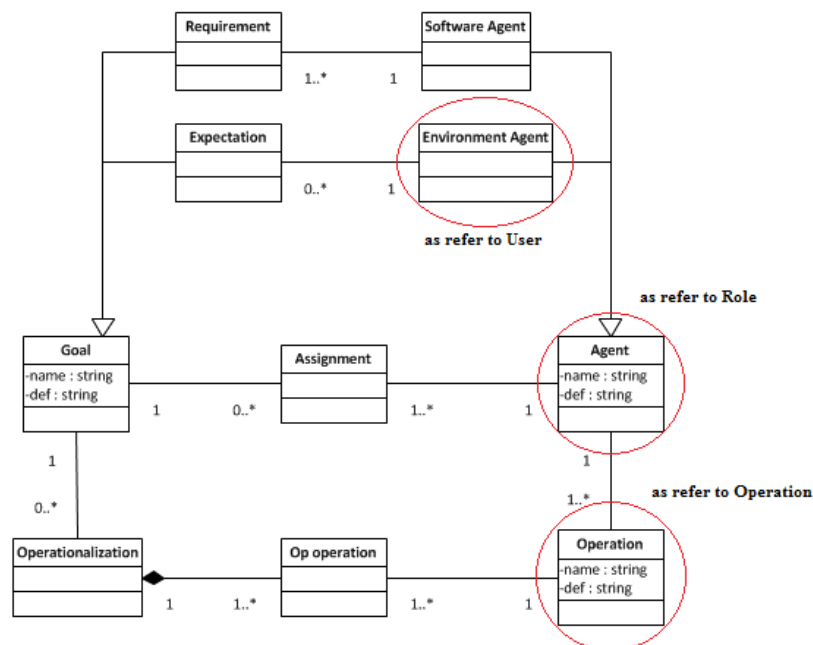 Requirement
Software Agent
1..*
1
Expectation
Environment Agent
0..*
1
as refer to User
as refer to Role
Goal
-name : string
-def : string
Assignment
Agent
-name : string
-def : string
1
0..*
1..*
1
1
0..*
1
1..*
as refer to Operation
Operationalization
Op operation
Operation
-name : string
-def : string
1
1..*
1..*
1